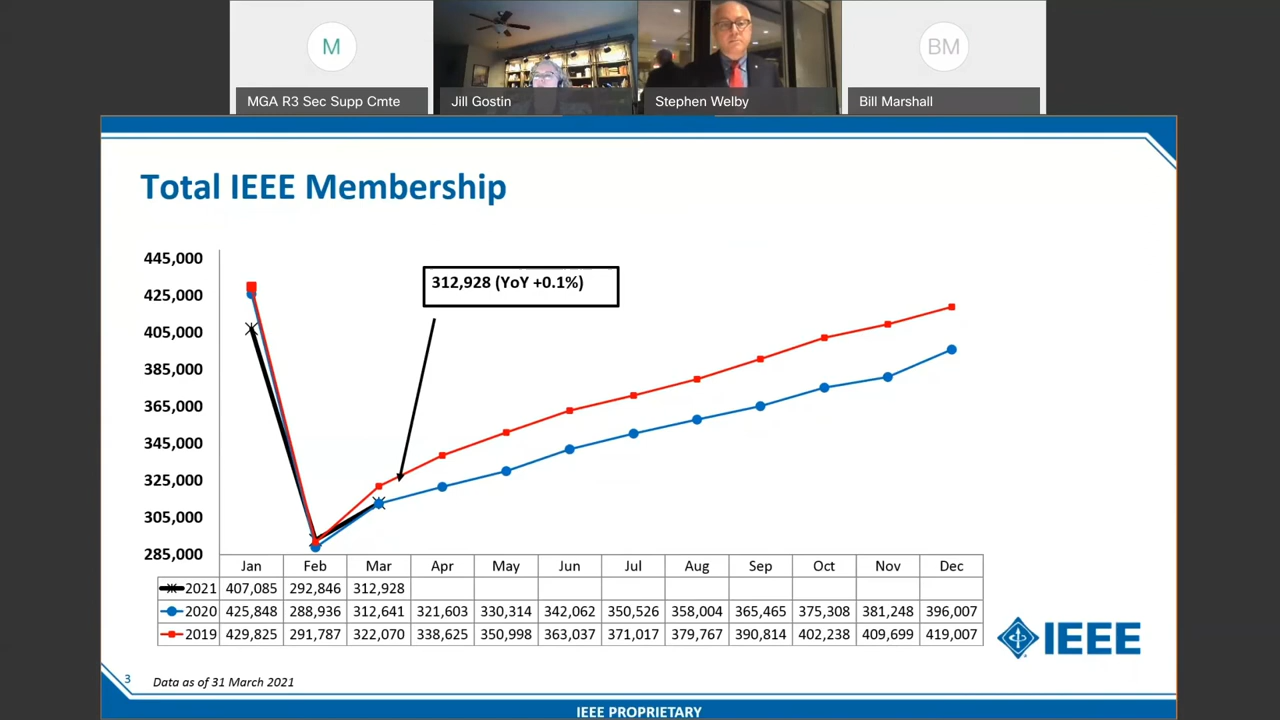 M
BM
MGA R3 Sec Supp Cmte
Jill Gostin
Stephen Welby
Bill Marshall
Total IEEE Membership
445,000
425,000
405,000
385,000
365,000
345,000
325,000
305,000
285,000
312,928 (YoY +0.1%)
Jan Feb Mar Apr May Jun Jul Aug Sep Oct Nov Dec
2021 407,085 292,846 312,928
2020 425,848 288,936 312,641 321,603 330,314 342,062 350,526 358,004 365,465 375,308 381,248 396,007
2019 429,825 291,787 322,070 338,625 350,998 363,037 371,017 379,767 390,814 402,238 409,699 419,007
IEEE
3
Data as of 31 March 2021
IEEE PROPRIETARY